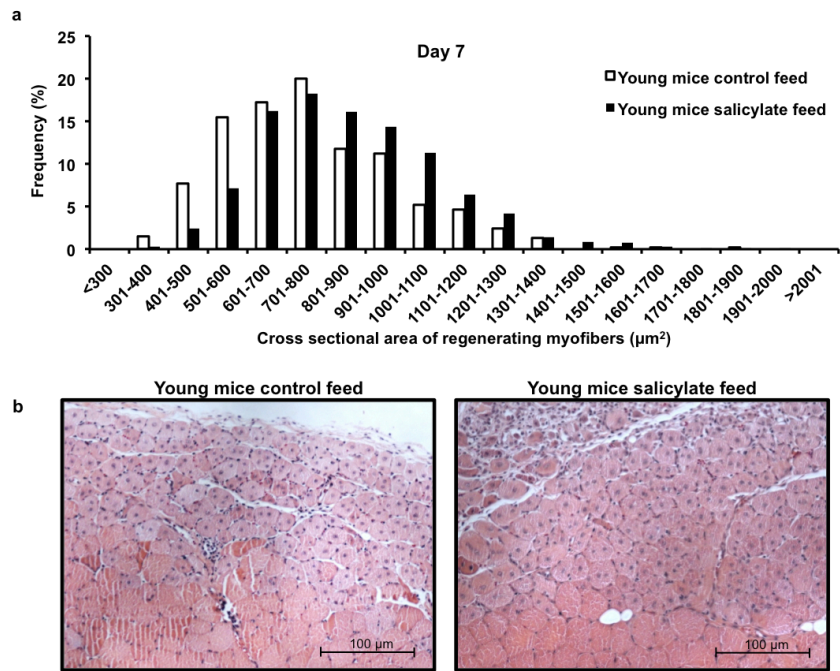 a
Day 7
Young mice control feed
Young mice salicylate feed
Frequency (%)
25
20
15
10
5
0
<300
301-400
401-500
501-600
601-700
701-800
801-900
901-1000
1001-1100
1101-1200
1201-1300
1301-1400
1401-1500
1501-1600
1601-1700
1701-1800
1801-1900
1901-2000
>2001
Cross sectional area of regenerating myofibers (µm²)
b
Young mice control feed
Young mice salicylate feed
100 µm
100 µm